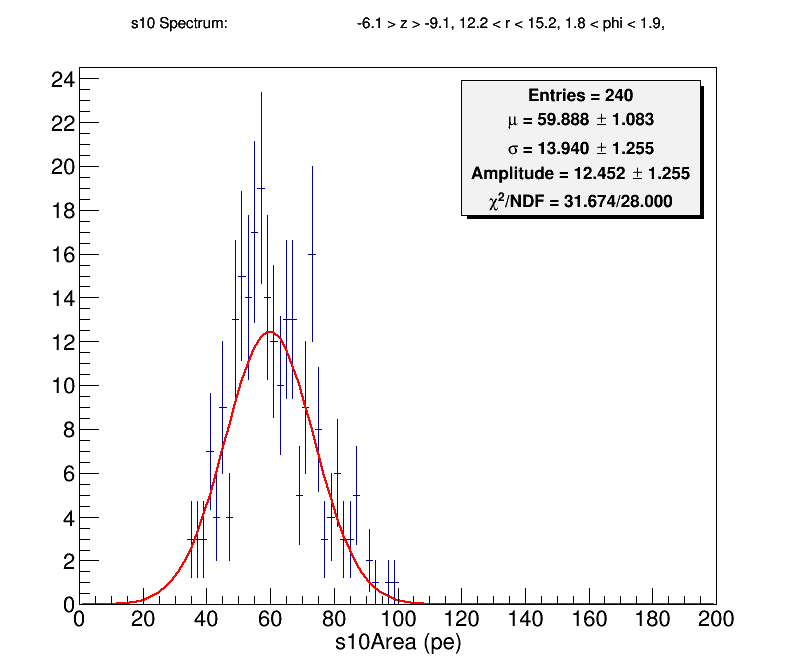 s10 Spectrum: -6.1 > z > -9.1, 12.2 < r < 15.2, 1.8 < phi < 1.9,
Entries = 240
μ = 59.888 ± 1.083
σ = 13.940 ± 1.255
Amplitude = 12.452 ± 1.255
χ²/NDF = 31.674/28.000
24
22
20
18
16
14
12
10
8
6
4
2
0
0 20 40 60 80 100 120 140 160 180 200
s10Area (pe)